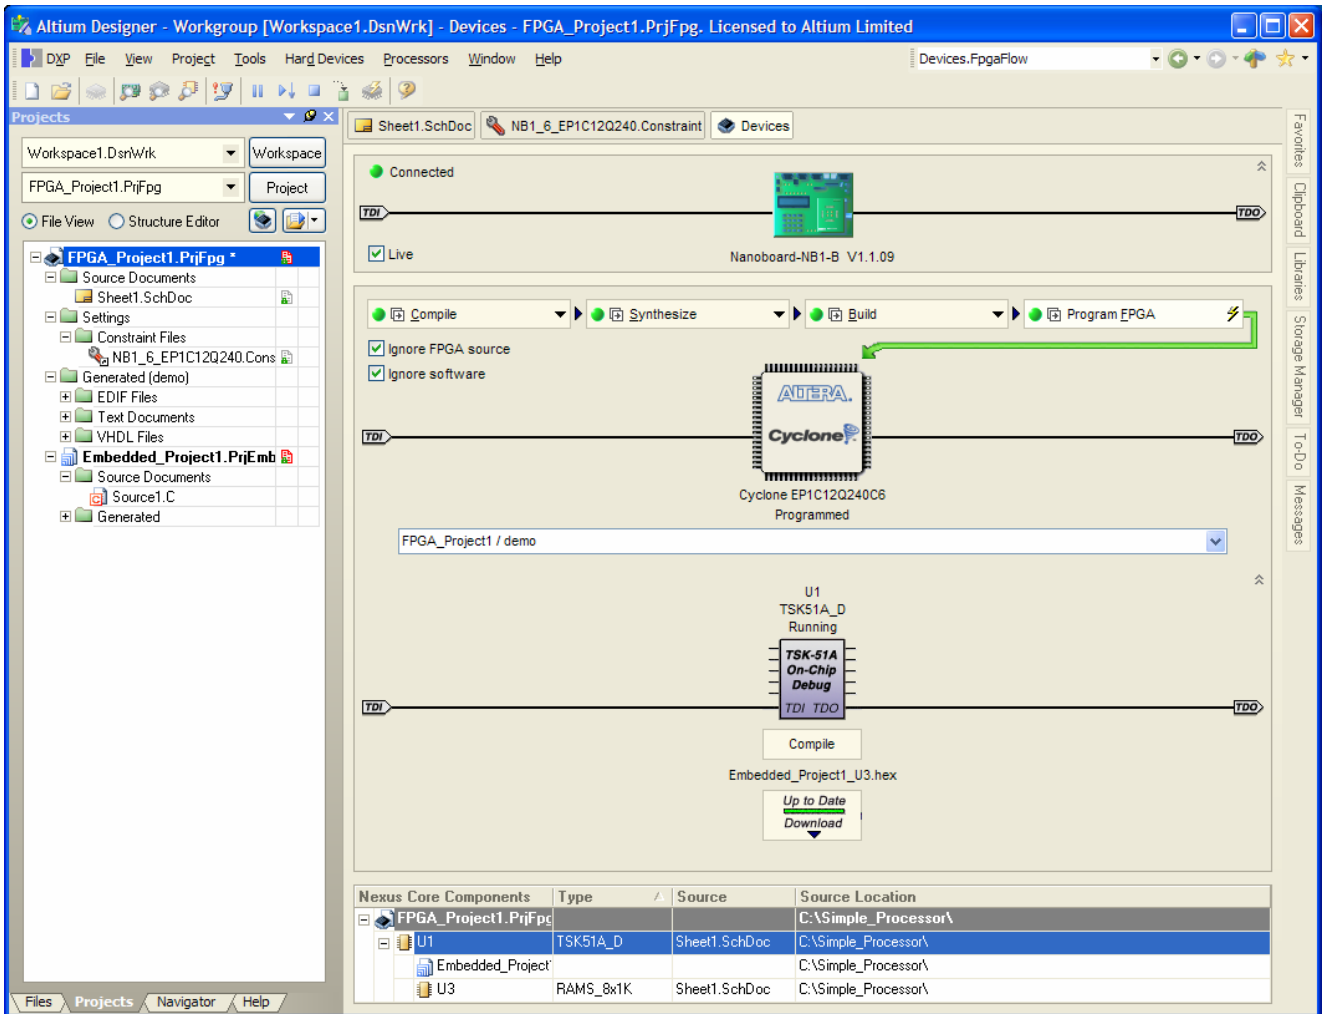 Altium Designer - Workgroup [Workspace1.DsnWrk] - Devices - FPGA_Project1.PrjFpg. Licensed to Altium Limited
DXP File View Project Tools Hard Devices Processors Window Help Devices.FpgaFlow
Projects
Workspace1.DsnWrk Workspace
FPGA_Project1.PrjFpg Project
File View Structure Editor
FPGA_Project1.PrjFpg *
Source Documents
Sheet1.SchDoc
Settings
Constraint Files
NB1_6_EP1C12Q240.Cons
Generated (demo)
EDIF Files
Text Documents
VHDL Files
Embedded_Project1.PrjEmb
Source Documents
Source1.C
Generated
Files Projects Navigator Help
Sheet1.SchDoc NB1_6_EP1C12Q240.Constraint Devices
Connected
TDI TDO
Live
Nanoboard-NB1-B V1.1.09
Compile Synthesize Build Program FPGA
Ignore FPGA source
Ignore software
ALTERA.
Cyclone
TDI TDO
Cyclone EP1C12Q240C6
Programmed
FPGA_Project1 / demo
U1
TSK51A_D
Running
TSK-51A
On-Chip
Debug
TDI TDO
TDI TDO
Compile
Embedded_Project1_U3.hex
Up to Date
Download
Nexus Core Components Type Source Source Location
FPGA_Project1.PrjFpg C:\Simple_Processor\
U1 TSK51A_D Sheet1.SchDoc C:\Simple_Processor\
Embedded_Project1 C:\Simple_Processor\
U3 RAMS_8x1K Sheet1.SchDoc C:\Simple_Processor\
Favorites
Clipboard
Libraries
Storage Manager
To-Do
Messages